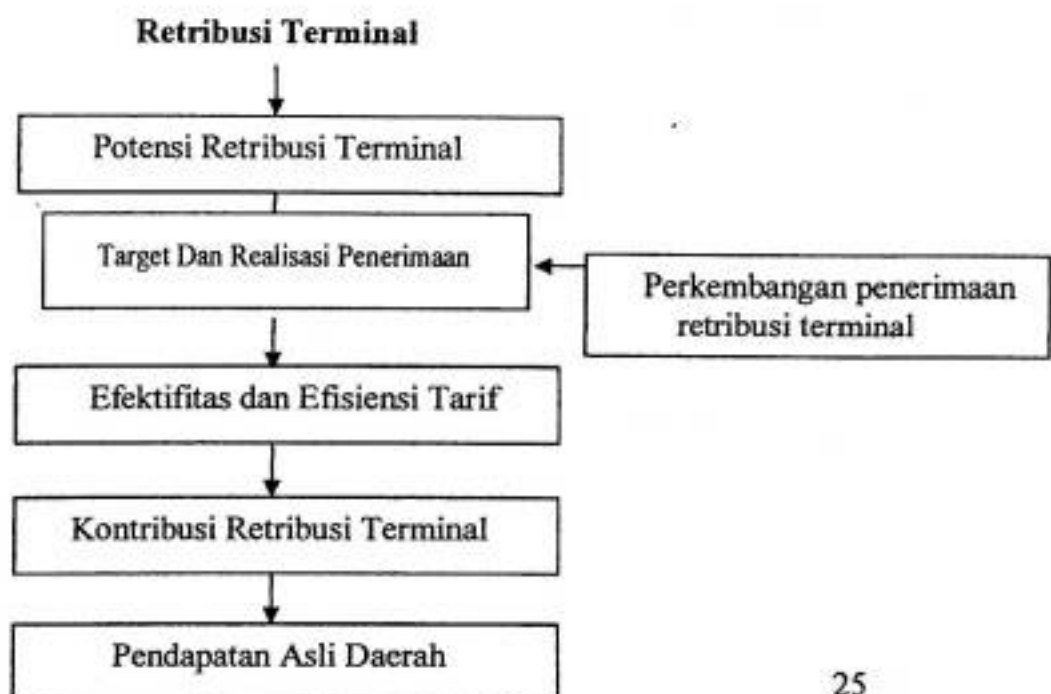 Retribusi Terminal
Potensi Retribusi Terminal
Target Dan Realisasi Penerimaan
Perkembangan penerimaan
retribusi terminal
Efektifitas dan Efisiensi Tarif
Kontribusi Retribusi Terminal
Pendapatan Asli Daerah
25